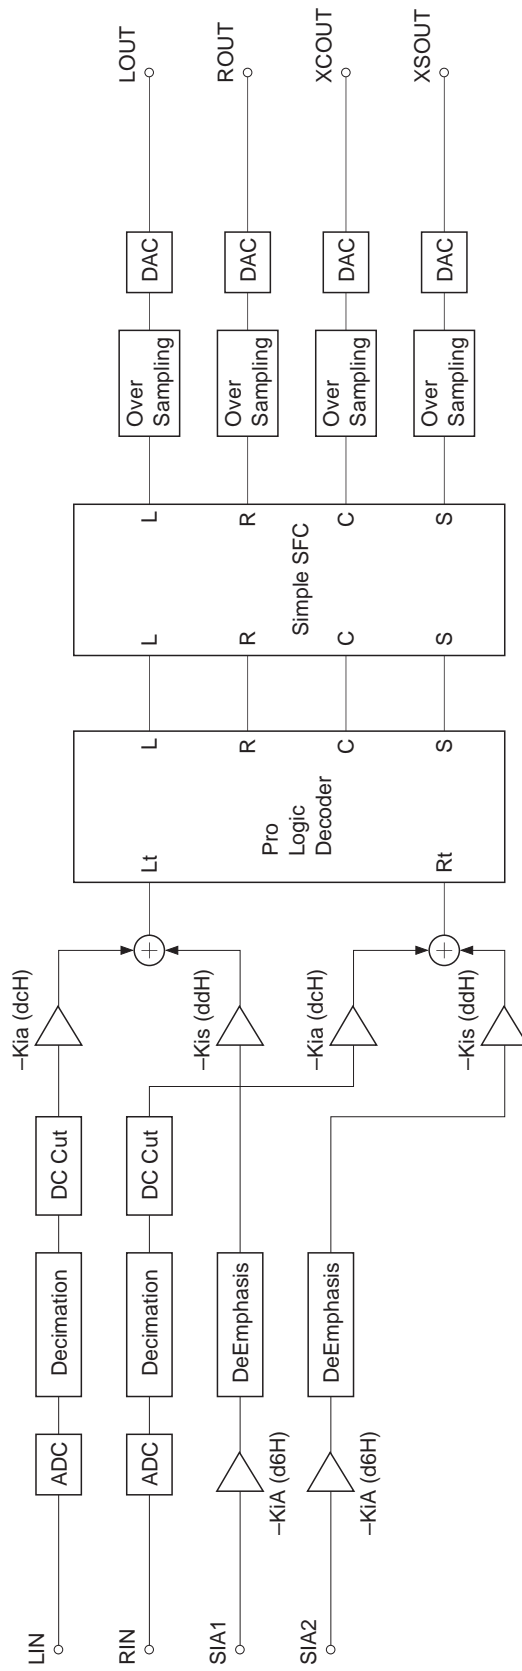 LIN
ADC
Decimation
DC Cut
–Kia (dcH)
RIN
ADC
Decimation
DC Cut
–Kia (dcH)
SIA1
–KiA (d6H)
DeEmphasis
–Kis (ddH)
SIA2
–KiA (d6H)
DeEmphasis
–Kis (ddH)
+
+
Lt
Rt
Pro
Logic
Decoder
L
R
C
S
L
R
C
S
Simple SFC
L
R
C
S
Over
Sampling
DAC
LOUT
Over
Sampling
DAC
ROUT
Over
Sampling
DAC
XCOUT
Over
Sampling
DAC
XSOUT